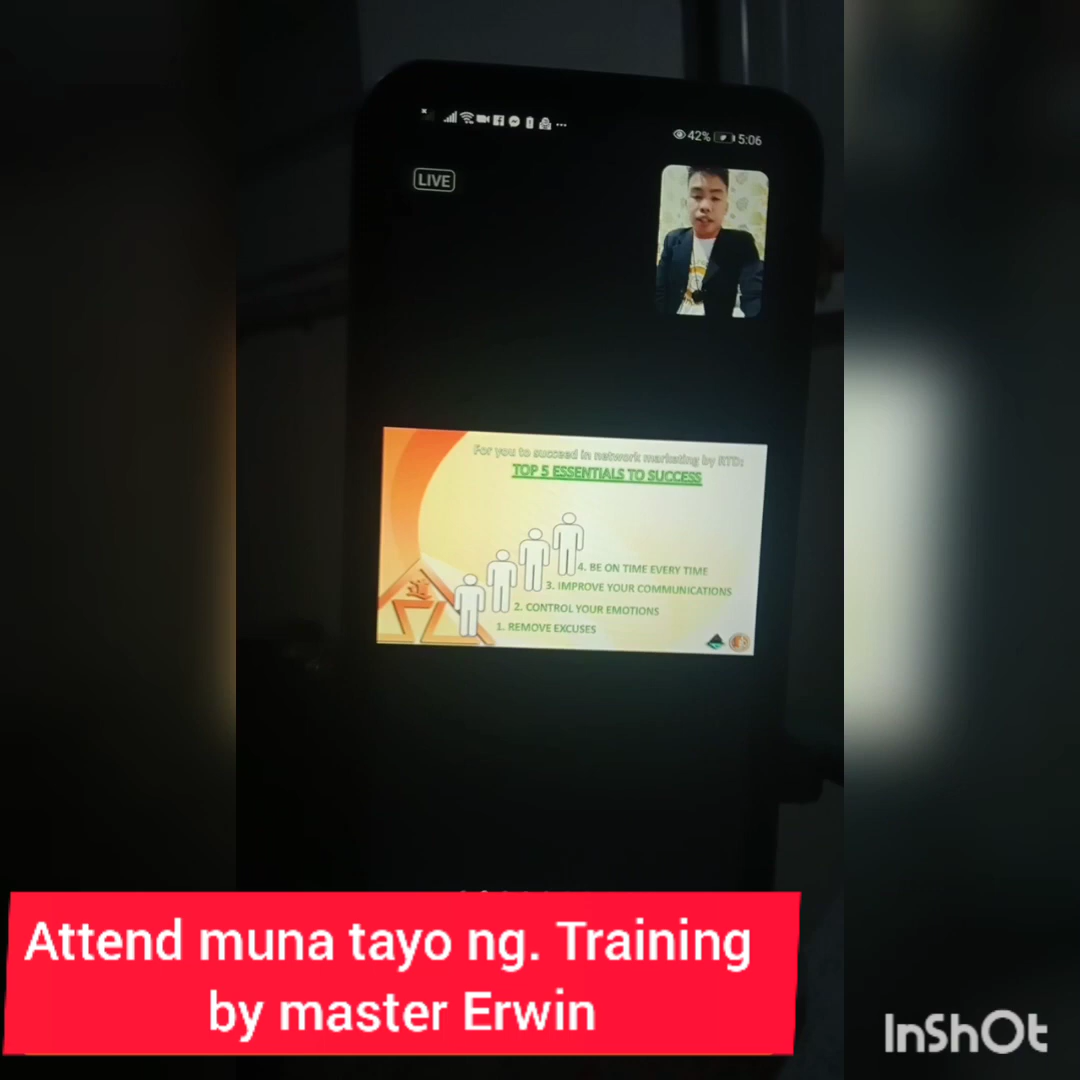 42% 5:06
LIVE
For you to succeed in network marketing by RTD:
TOP 5 ESSENTIALS TO SUCCESS
4. BE ON TIME EVERY TIME
3. IMPROVE YOUR COMMUNICATIONS
2. CONTROL YOUR EMOTIONS
1. REMOVE EXCUSES
Attend muna tayo ng. Training
by master Erwin
InShOt